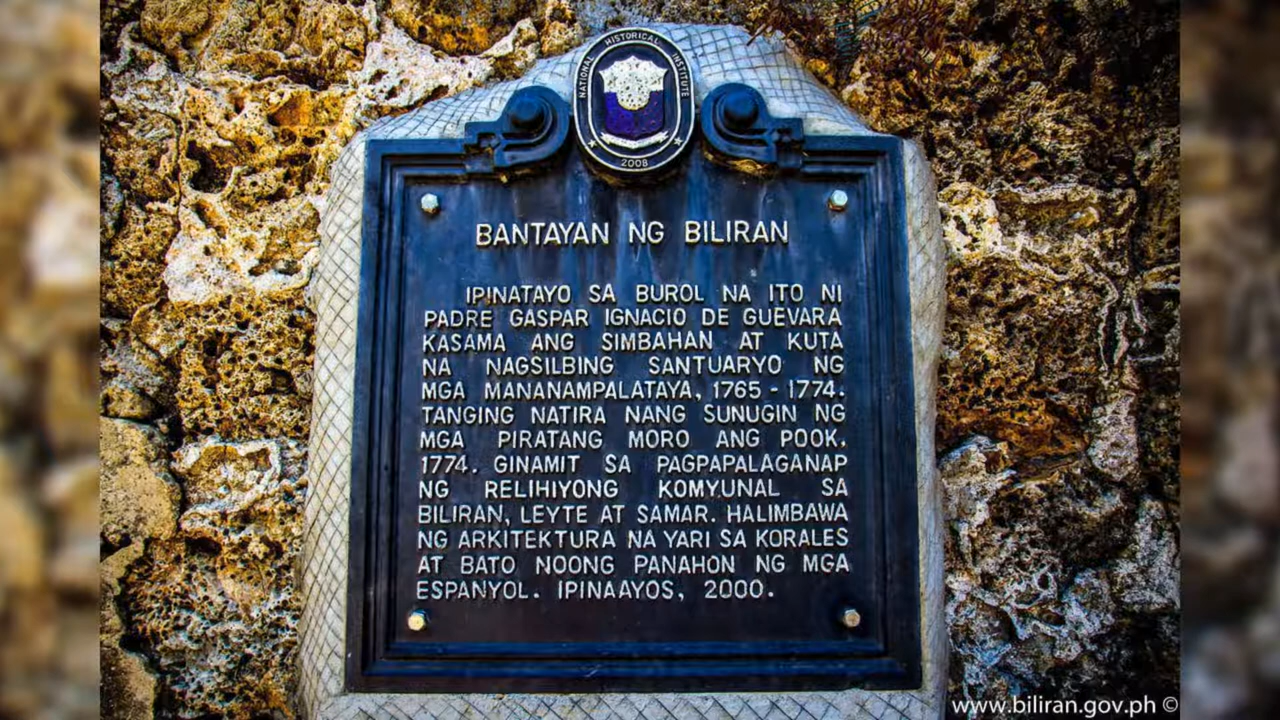 NATIONAL HISTORICAL INSTITUTE
2008
BANTAYAN NG BILIRAN
IPINATAYO SA BUROL NA ITO NI
PADRE GASPAR IGNACIO DE GUEVARA
KASAMA ANG SIMBAHAN AT KUTA
NA NAGSILBING SANTUARYO NG
MGA MANANAMPALATAYA, 1765 - 1774.
TANGING NATIRA NANG SUNUGIN NG
MGA PIRATANG MORO ANG POOK,
1774. GINAMIT SA PAGPAPALAGANAP
NG RELIHIYONG KOMYUNAL SA
BILIRAN, LEYTE AT SAMAR. HALIMBAWA
NG ARKITEKTURA NA YARI SA KORALES
AT BATO NOONG PANAHON NG MGA
ESPANYOL. IPINAAYOS, 2000.
www.biliran.gov.ph ©